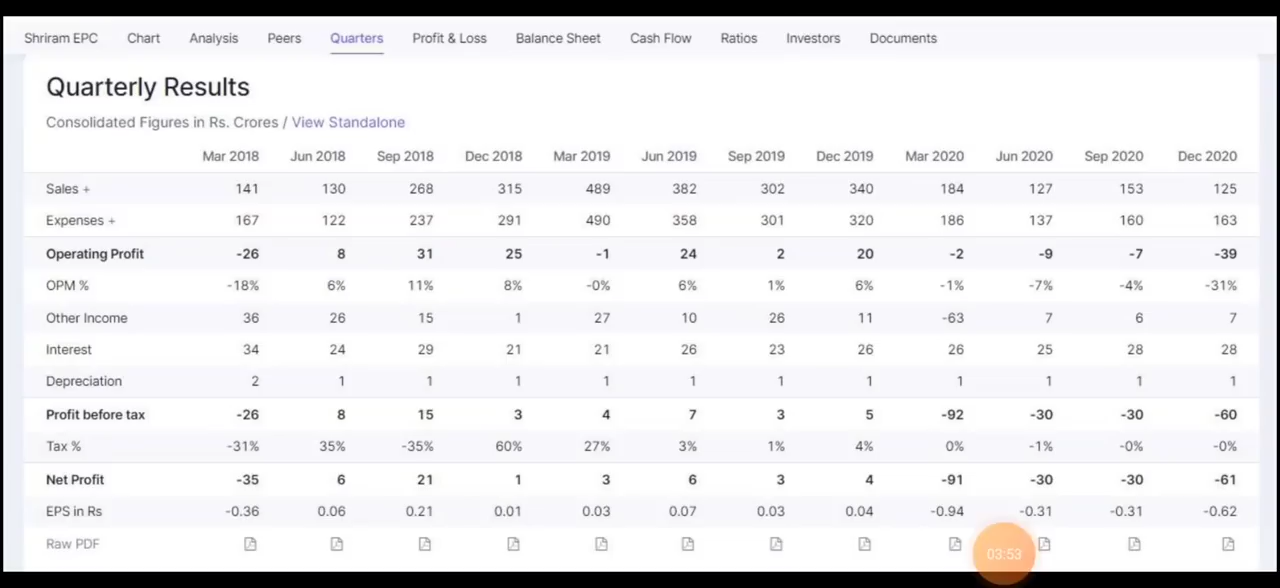 Shriram EPC Chart Analysis Peers Quarters Profit & Loss Balance Sheet Cash Flow Ratios Investors Documents
Quarterly Results
Consolidated Figures in Rs. Crores / View Standalone
Mar 2018 Jun 2018 Sep 2018 Dec 2018 Mar 2019 Jun 2019 Sep 2019 Dec 2019 Mar 2020 Jun 2020 Sep 2020 Dec 2020
Sales + 141 130 268 315 489 382 302 340 184 127 153 125
Expenses + 167 122 237 291 490 358 301 320 186 137 160 163
Operating Profit -26 8 31 25 -1 24 2 20 -2 -9 -7 -39
OPM % -18% 6% 11% 8% -0% 6% 1% 6% -1% -7% -4% -31%
Other Income 36 26 15 1 27 10 26 11 -63 7 6 7
Interest 34 24 29 21 21 26 23 26 26 25 28 28
Depreciation 2 1 1 1 1 1 1 1 1 1 1 1
Profit before tax -26 8 15 3 4 7 3 5 -92 -30 -30 -60
Tax % -31% 35% -35% 60% 27% 3% 1% 4% 0% -1% -0% -0%
Net Profit -35 6 21 1 3 6 3 4 -91 -30 -30 -61
EPS in Rs -0.36 0.06 0.21 0.01 0.03 0.07 0.03 0.04 -0.94 -0.31 -0.31 -0.62
Raw PDF
03:53